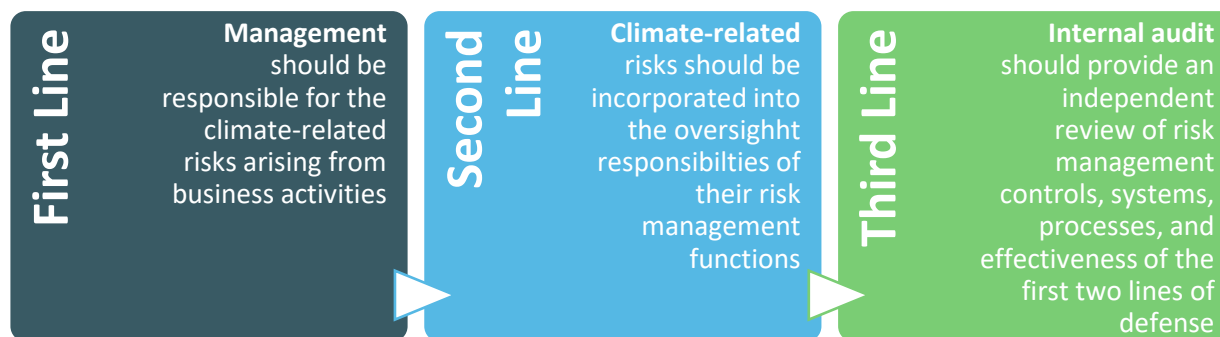 First Line
Management
should be
responsible for the
climate-related
risks arising from
business activities
Second
Line
Climate-related
risks should be
incorporated into
the oversighht
responsibilties of
their risk
management
functions
Third Line
Internal audit
should provide an
independent
review of risk
management
controls, systems,
processes, and
effectiveness of the
first two lines of
defense